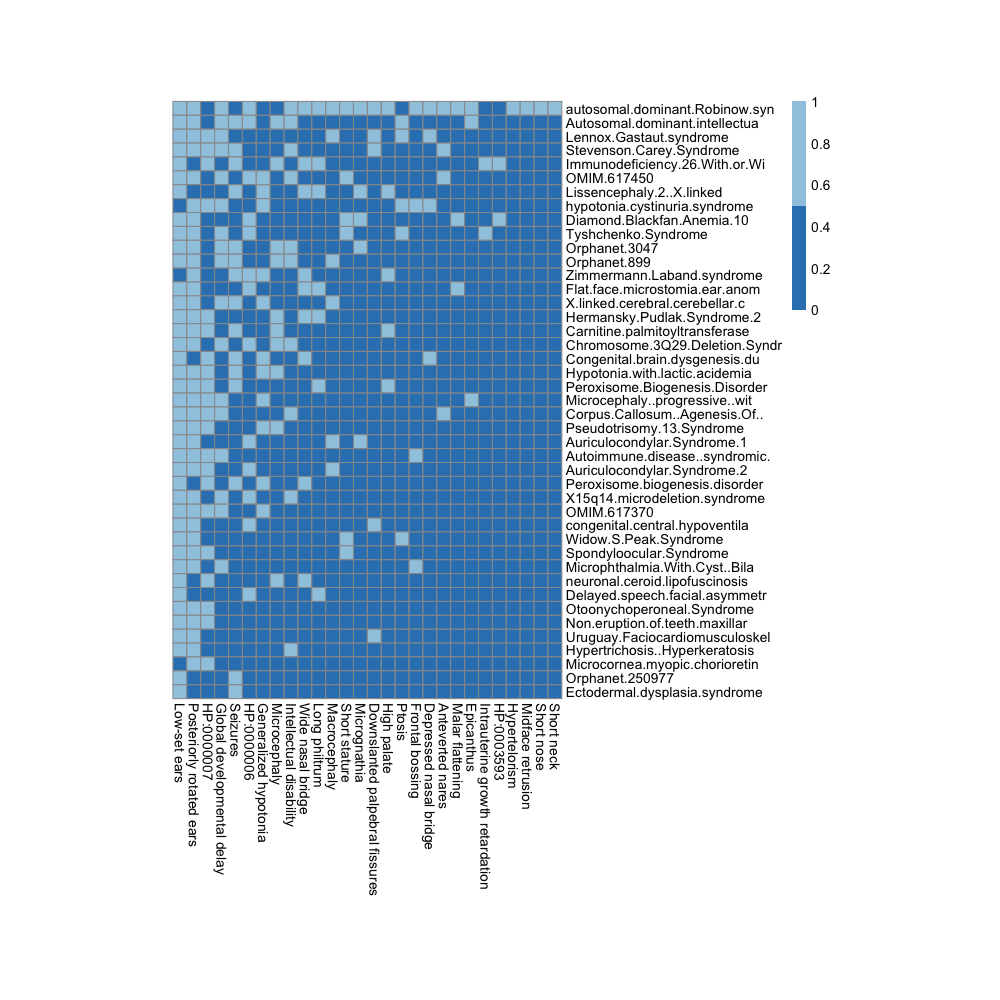 autosomal.dominant.Robinow.syn
Autosomal.dominant.intellectua
Lennox.Gastaut.syndrome
Stevenson.Carey.Syndrome
Immunodeficiency.26.With.or.Wi
OMIM.617450
Lissencephaly.2..X.linked
hypotonia.cystinuria.syndrome
Diamond.Blackfan.Anemia.10
Tyshchenko.Syndrome
Orphanet.3047
Orphanet.899
Zimmermann.Laband.syndrome
Flat.face.microstomia.ear.anom
X.linked.cerebral.cerebellar.c
Hermansky.Pudlak.Syndrome.2
Carnitine.palmitoyltransferase
Chromosome.3Q29.Deletion.Syndr
Congenital.brain.dysgenesis.du
Hypotonia.with.lactic.acidemia
Peroxisome.Biogenesis.Disorder
Microcephaly..progressive..wit
Corpus.Callosum..Agenesis.Of..
Pseudotrisomy.13.Syndrome
Auriculocondylar.Syndrome.1
Autoimmune.disease..syndromic.
Auriculocondylar.Syndrome.2
Peroxisome.biogenesis.disorder
X15q14.microdeletion.syndrome
OMIM.617370
congenital.central.hypoventila
Widow.S.Peak.Syndrome
Spondyloocular.Syndrome
Microphthalmia.With.Cyst..Bila
neuronal.ceroid.lipofuscinosis
Delayed.speech.facial.asymmetr
Otoonychoperoneal.Syndrome
Non.eruption.of.teeth.maxillar
Uruguay.Faciocardiomusculoskel
Hypertrichosis..Hyperkeratosis
Microcornea.myopic.chorioretin
Orphanet.250977
Ectodermal.dysplasia.syndrome
1
0.8
0.6
0.4
0.2
0
Low-set ears
Posteriorly rotated ears
HP:0000007
Global developmental delay
Seizures
HP:0000006
Generalized hypotonia
Microcephaly
Intellectual disability
Wide nasal bridge
Long philtrum
Macrocephaly
Short stature
Micrognathia
Downslanted palpebral fissures
High palate
Ptosis
Frontal bossing
Depressed nasal bridge
Anteverted nares
Malar flattening
Epicanthus
Intrauterine growth retardation
HP:0003593
Hypertelorism
Midface retrusion
Short nose
Short neck